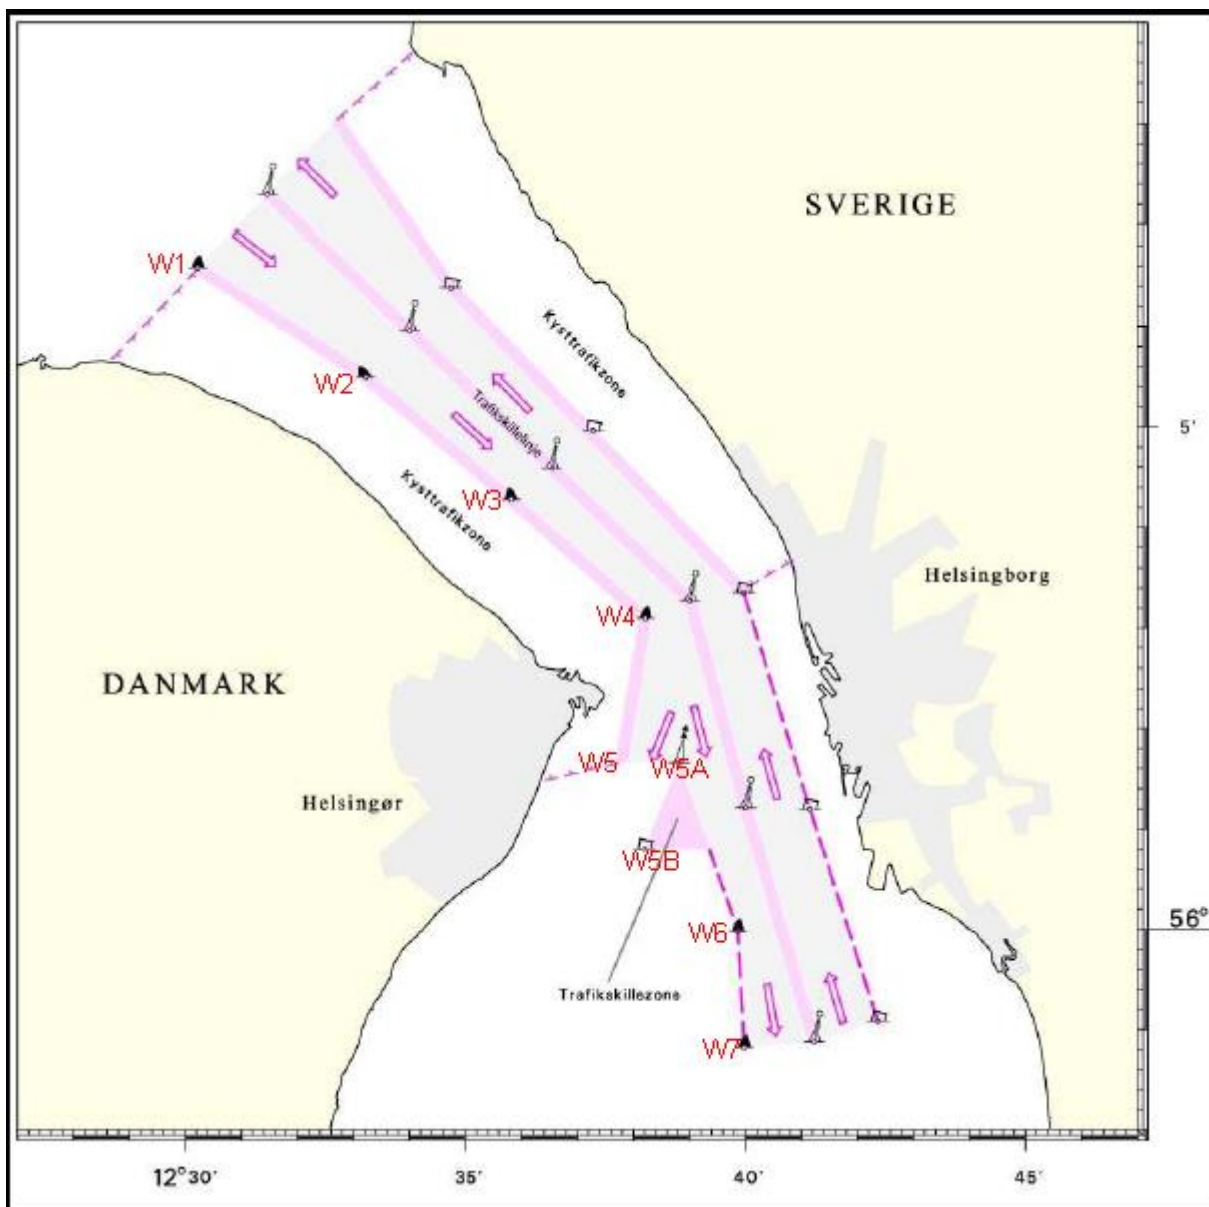 SVERIGE
W1
Kysttrafikzone
W2
Trafikskillelinje
5'
Kysttrafikzone
W3
Helsingborg
W4
DANMARK
W5
W5A
Helsingør
W5B
56°
W6
Trafikskillezone
W7
12°30' 35' 40' 45'